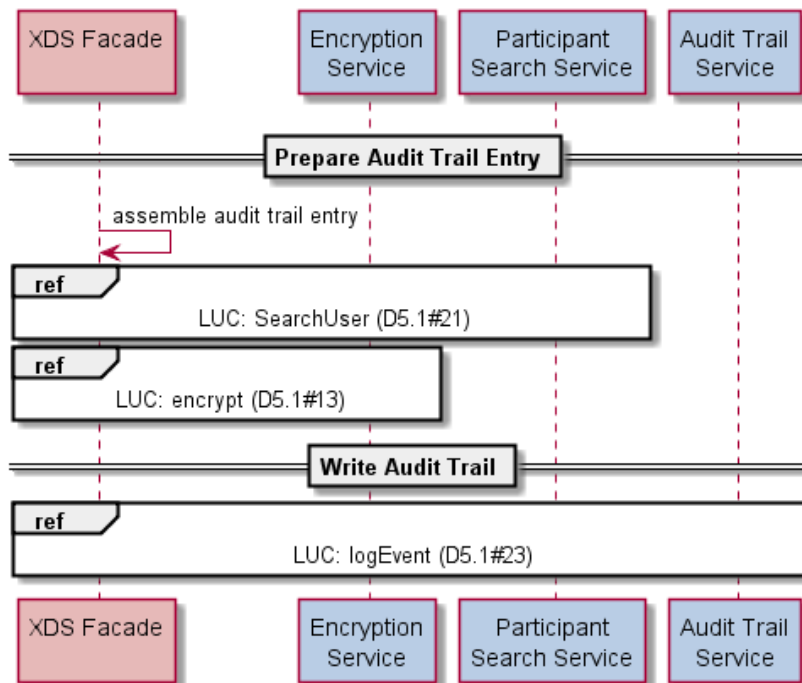 XDS Facade
Encryption
Service
Participant
Search Service
Audit Trail
Service
Prepare Audit Trail Entry
assemble audit trail entry
ref
LUC: SearchUser (D5.1#21)
ref
LUC: encrypt (D5.1#13)
Write Audit Trail
ref
LUC: logEvent (D5.1#23)
XDS Facade
Encryption
Service
Participant
Search Service
Audit Trail
Service